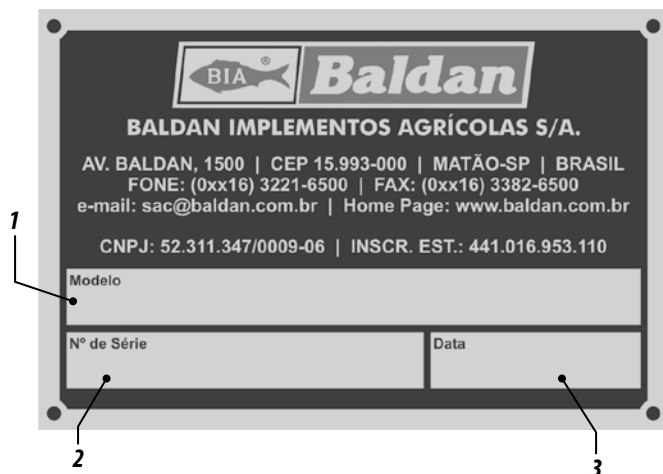 BIA ®
Baldan
BALDAN IMPLEMENTOS AGRÍCOLAS S/A.
AV. BALDAN, 1500 | CEP 15.993-000 | MATÃO-SP | BRASIL
FONE: (0xx16) 3221-6500 | FAX: (0xx16) 3382-6500
e-mail: sac@baldan.com.br | Home Page: www.baldan.com.br
CNPJ: 52.311.347/0009-06 | INSCR. EST.: 441.016.953.110
1
Modelo
Nº de Série
Data
2
3